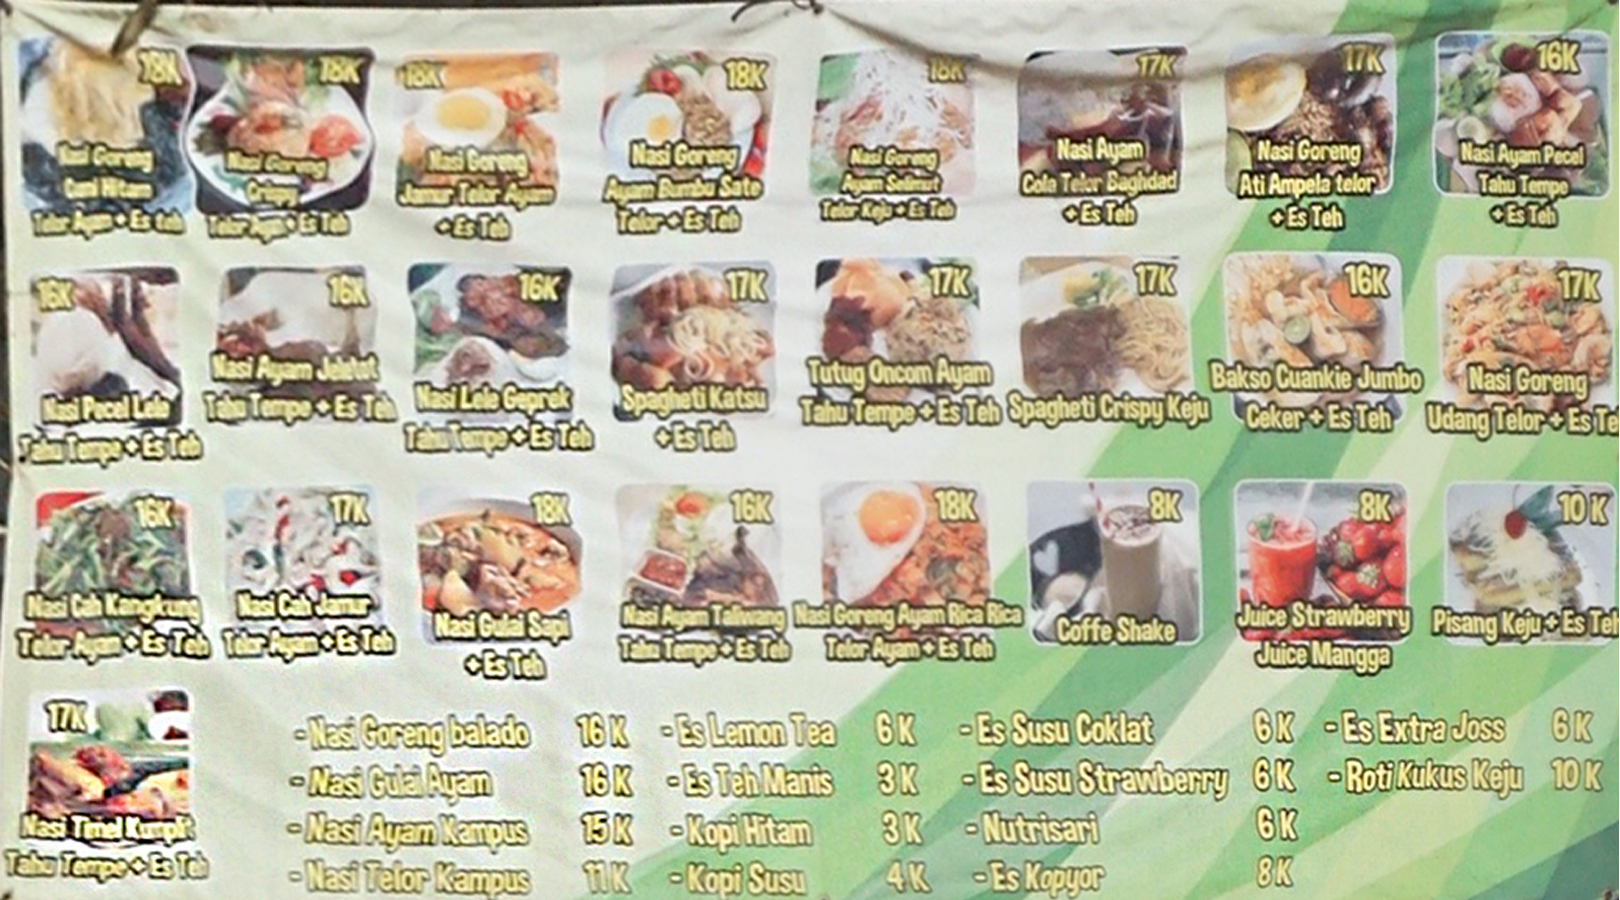 18K
Nasi Goreng
Cumi Hitam
Telor Ayam + Es teh
18K
Nasi Goreng
Crispy
Telor Ayam + Es Teh
18K
Nasi Goreng
Jamur Telor Ayam
+ Es Teh
18K
Nasi Goreng
Ayam Bumbu Sate
Telor + Es Teh
18K
Nasi Goreng
Ayam Selimut
Telor Keju + Es Teh
17K
Nasi Ayam
Cola Telor Baghdad
+ Es Teh
17K
Nasi Goreng
Ati Ampela telor
+ Es Teh
16K
Nasi Ayam Pecel
Tahu Tempe
+ Es Teh
16K
Nasi Pecel Lele
Tahu Tempe + Es Teh
16K
Nasi Ayam Jeletot
Tahu Tempe + Es Teh
16K
Nasi Lele Geprek
Tahu Tempe + Es Teh
17K
Spagheti Katsu
+ Es Teh
17K
Tutug Oncom Ayam
Tahu Tempe + Es Teh
17K
Spagheti Crispy Keju
16K
Bakso Cuankie Jumbo
Ceker + Es Teh
17K
Nasi Goreng
Udang Telor + Es Te
16K
Nasi Cah Kangkung
Telor Ayam + Es Teh
17K
Nasi Cah Jamur
Telor Ayam + Es Teh
18K
Nasi Gulai Sapi
+ Es Teh
16K
Nasi Ayam Taliwang
Tahu Tempe + Es Teh
18K
Nasi Goreng Ayam Rica Rica
Telor Ayam + Es Teh
8K
Coffe Shake
8K
Juice Strawberry
Juice Mangga
10 K
Pisang Keju + Es Teh
17K
Nasi Timel Kumplit
Tahu Tempe + Es Teh
- Nasi Goreng balado 16 K
- Nasi Gulai Ayam 16 K
- Nasi Ayam Kampus 15 K
- Nasi Telor Kampus 11 K
- Es Lemon Tea 6 K
- Es Teh Manis 3 K
- Kopi Hitam 3 K
- Kopi Susu 4 K
- Es Susu Coklat 6 K
- Es Susu Strawberry 6 K
- Nutrisari 6 K
- Es Kopyor 8 K
- Es Extra Joss 6 K
- Roti Kukus Keju 10 K